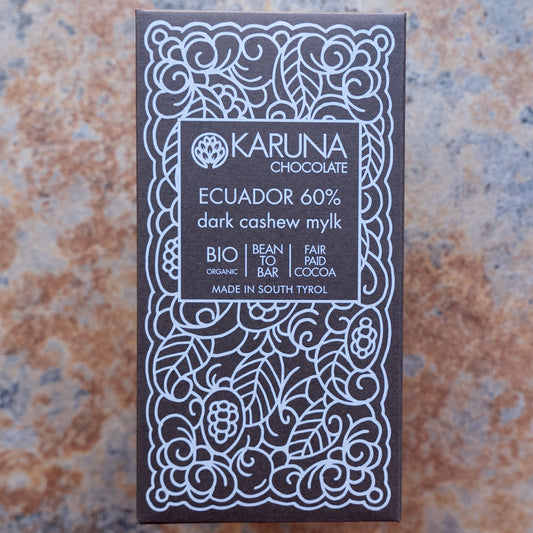 KARUNA
CHOCOLATE
ECUADOR 60%
dark cashew mylk
BIO
ORGANIC
BEAN
TO
BAR
FAIR
PAID
COCOA
MADE IN SOUTH TYROL